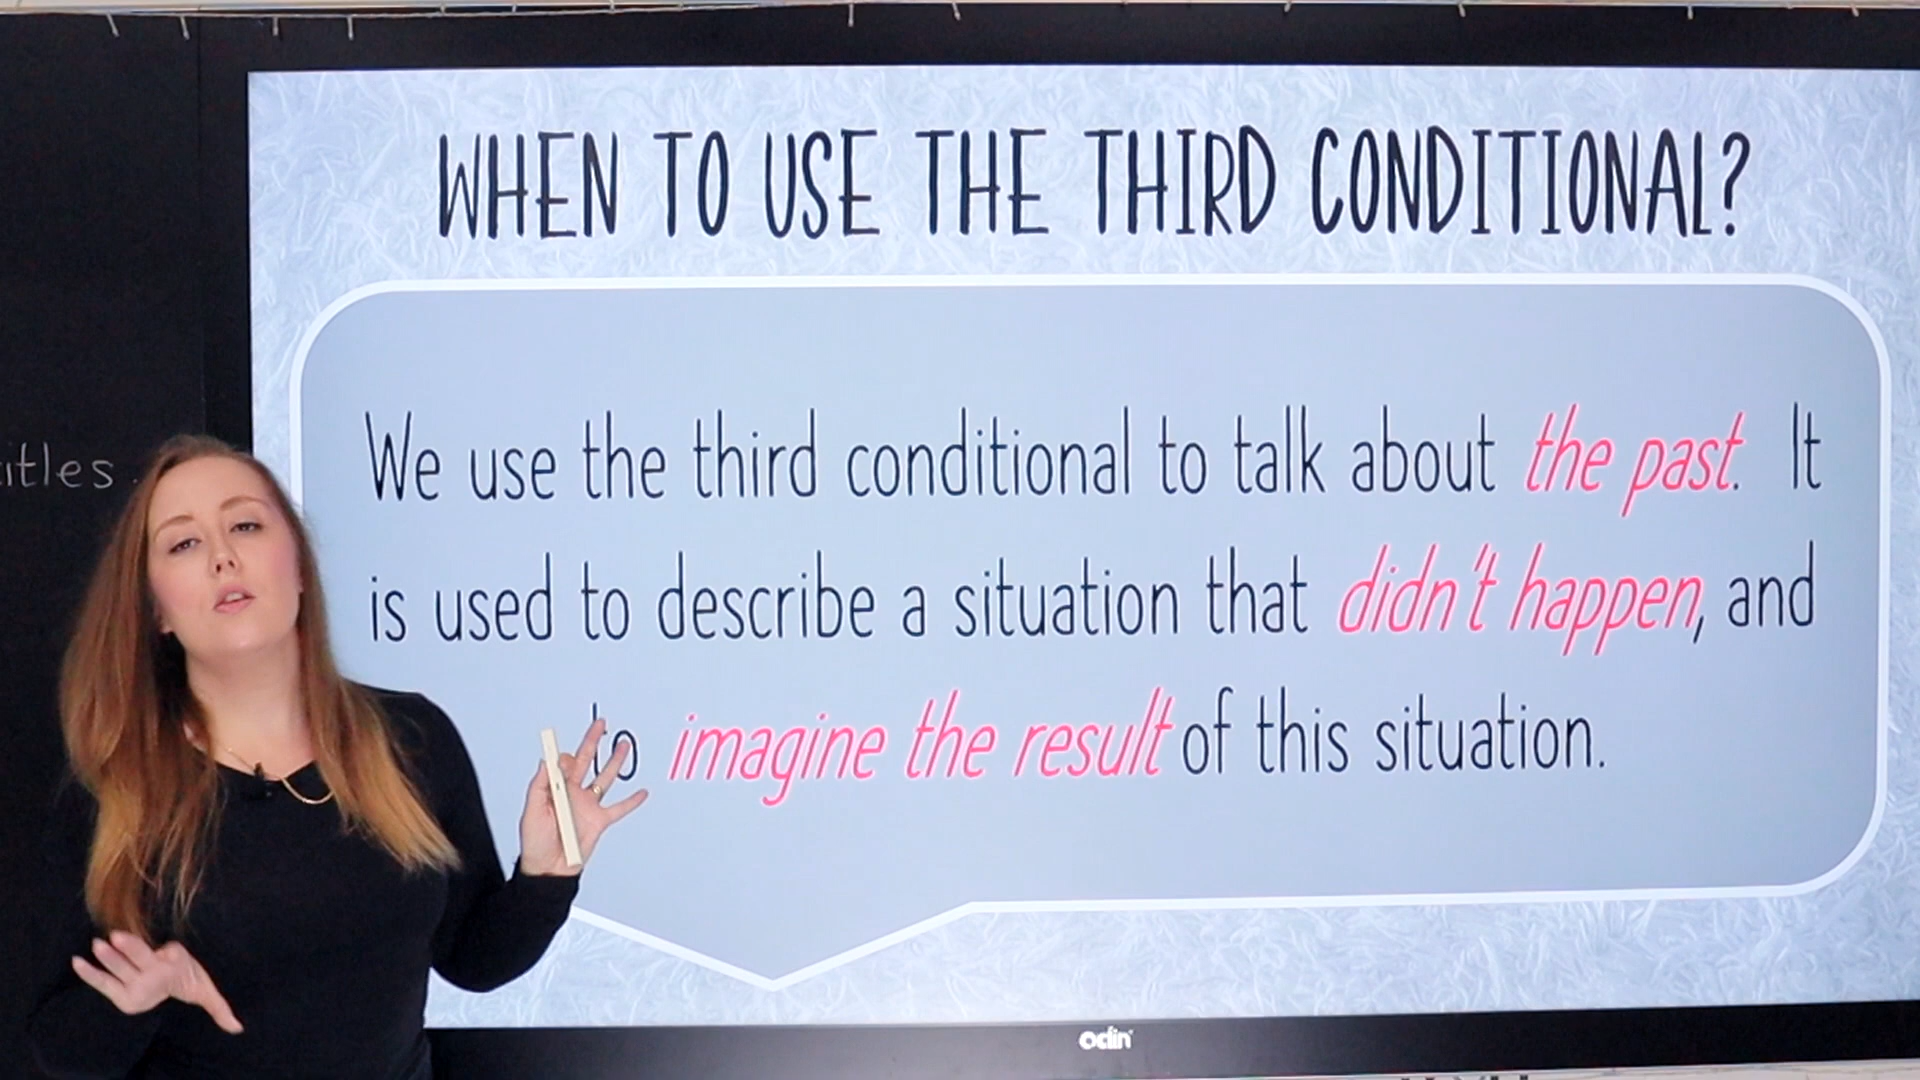 WHEN TO USE THE THIRD CONDITIONAL?
We use the third conditional to talk about the past. It
is used to describe a situation that didn't happen, and
to imagine the result of this situation.
itles.
odin